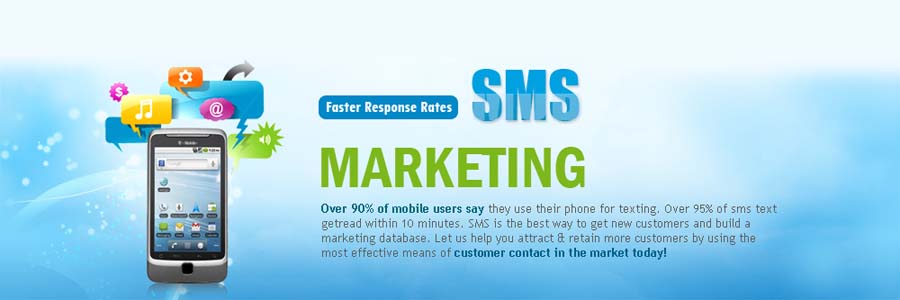 SMS
Faster Response Rates
MARKETING
Over 90% of mobile users say they use their phone for texting. Over 95% of sms text
getread within 10 minutes. SMS is the best way to get new customers and build a
marketing database. Let us help you attract & retain more customers by using the
most effective means of customer contact in the market today!
$
@
T-Mobile
Google